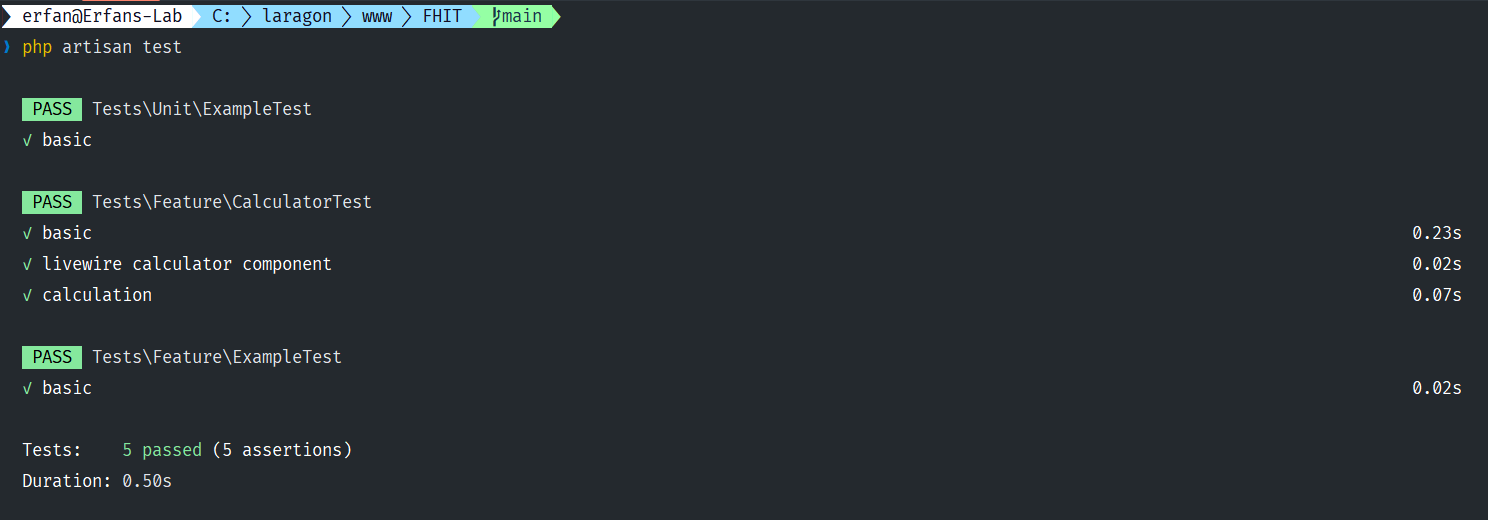 erfan@Erfans-Lab C: laragon www FHIT main
❯ php artisan test
PASS Tests\Unit\ExampleTest
✓ basic
PASS Tests\Feature\CalculatorTest
✓ basic 0.23s
✓ livewire calculator component 0.02s
✓ calculation 0.07s
PASS Tests\Feature\ExampleTest
✓ basic 0.02s
Tests: 5 passed (5 assertions)
Duration: 0.50s